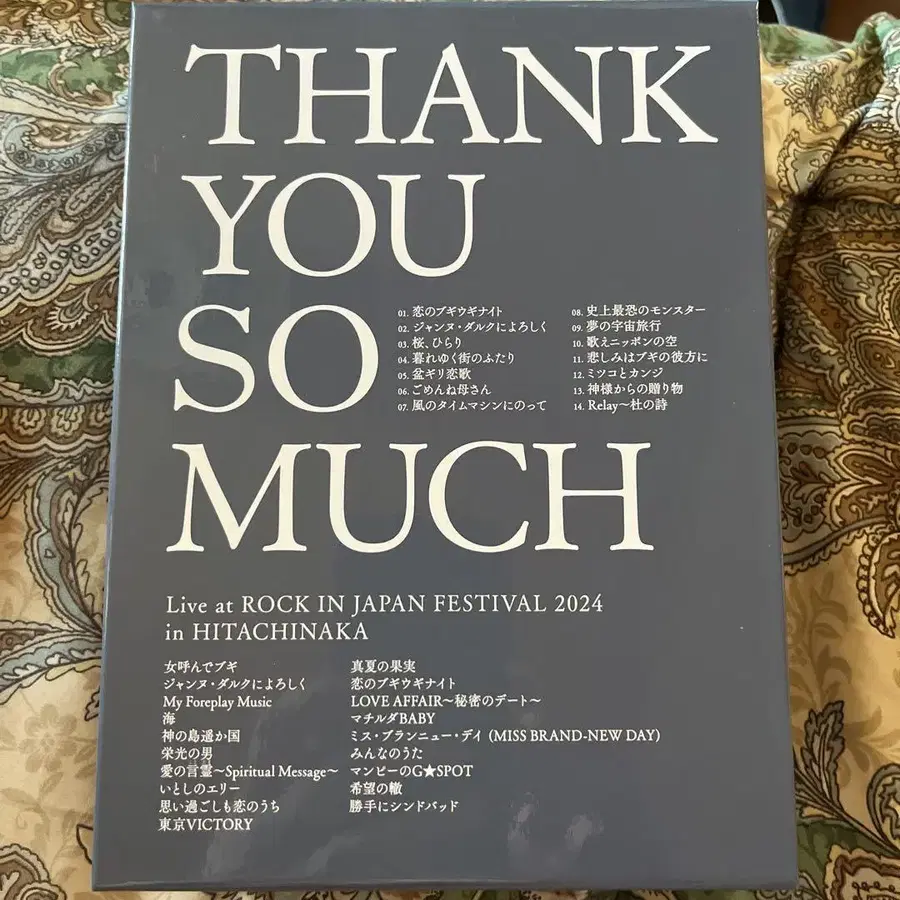 THANK
YOU
SO
MUCH
01. 恋のブギウギナイト
02. ジャンヌ・ダルクによろしく
03. 桜、ひらり
04. 暮れゆく街のふたり
05. 盆ギリ恋歌
06. ごめんね母さん
07. 風のタイムマシンにのって
08. 史上最恐のモンスター
09. 夢の宇宙旅行
10. 歌えニッポンの空
11. 悲しみはブギの彼方に
12. ミツコとカンジ
13. 神様からの贈り物
14. Relay〜杜の詩
Live at ROCK IN JAPAN FESTIVAL 2024
in HITACHINAKA
女呼んでブギ
ジャンヌ・ダルクによろしく
My Foreplay Music
海
神の島遥か国
栄光の男
愛の言霊〜Spiritual Message〜
いとしのエリー
思い過ごしも恋のうち
東京VICTORY
真夏の果実
恋のブギウギナイト
LOVE AFFAIR〜秘密のデート〜
マチルダBABY
ミス・ブランニュー・デイ (MISS BRAND-NEW DAY)
みんなのうた
マンピーのG★SPOT
希望の轍
勝手にシンドバッド